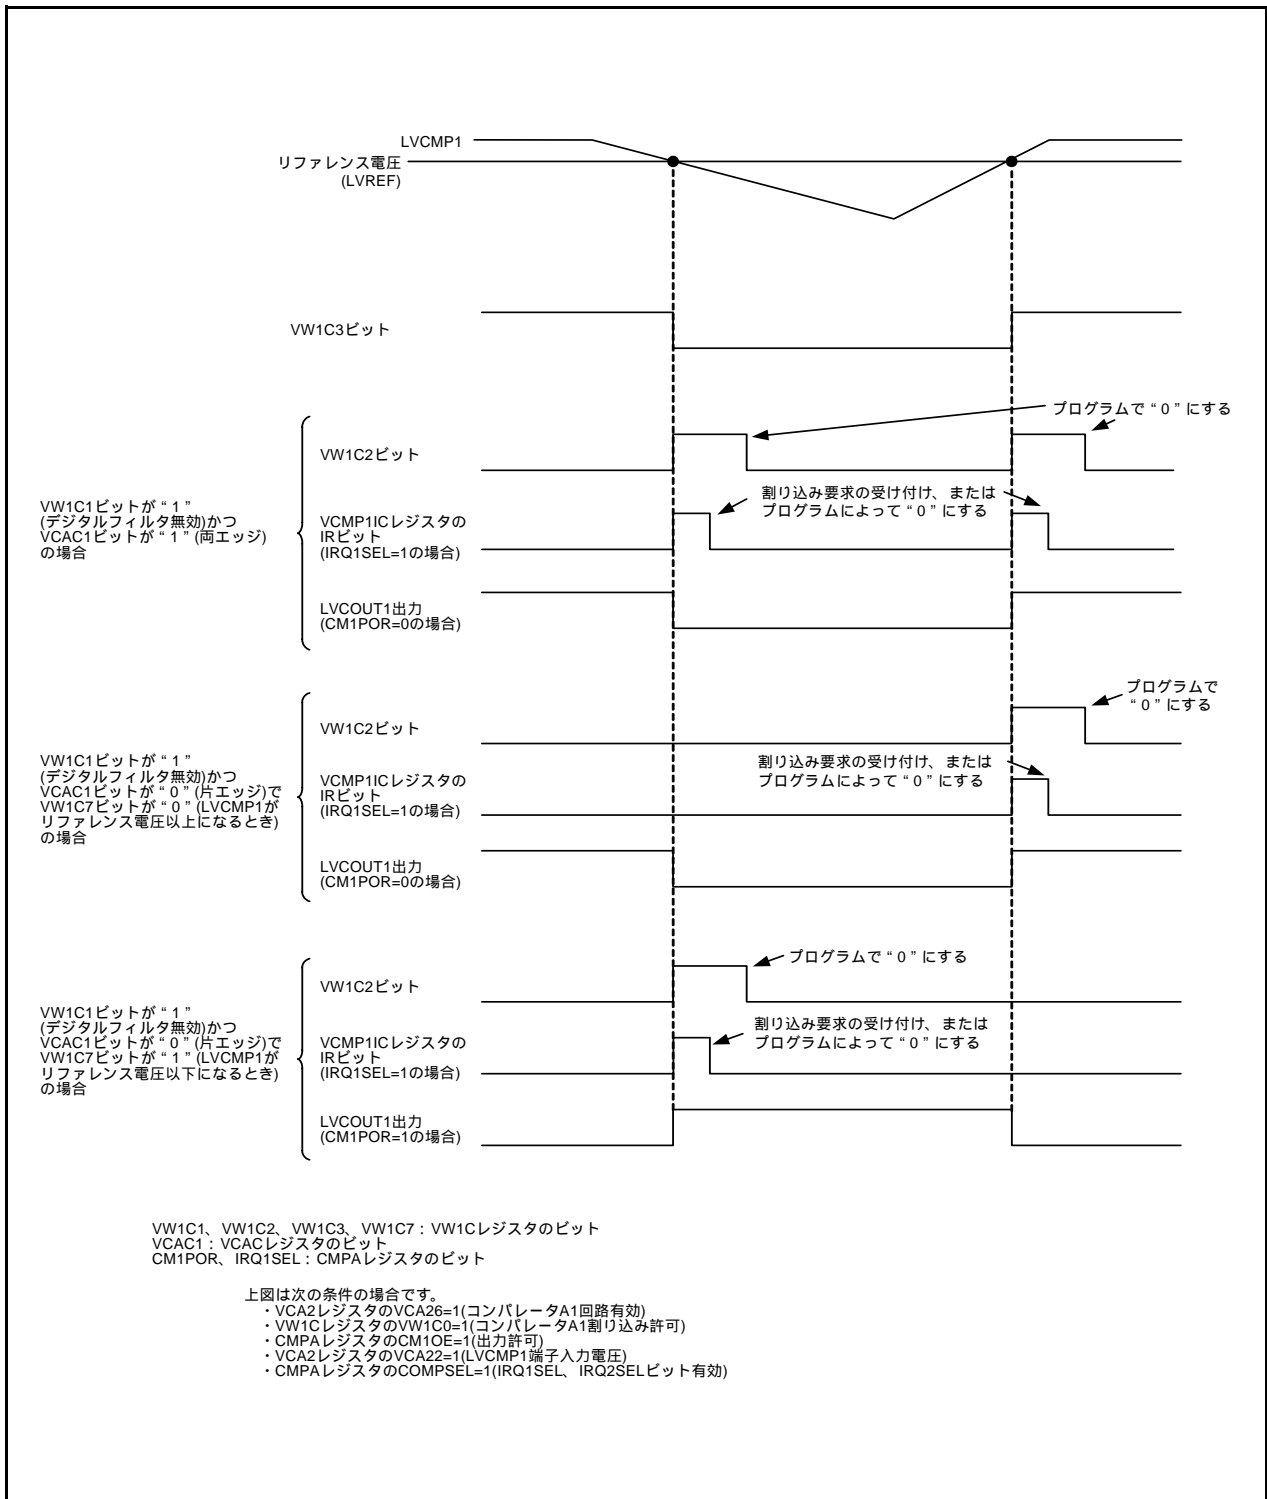 LVCMP1
リファレンス電圧
(LVREF)
VW1C3ビット
プログラムで“0”にする
VW1C2ビット
割り込み要求の受け付け、または
プログラムによって“0”にする
VW1C1ビットが“1”
(デジタルフィルタ無効)かつ
VCAC1ビットが“1”(両エッジ)
の場合
VCMP1ICレジスタの
IRビット
(IRQ1SEL=1の場合)
LVCOUT1出力
(CM1POR=0の場合)
プログラムで
“0”にする
VW1C2ビット
割り込み要求の受け付け、または
プログラムによって“0”にする
VW1C1ビットが“1”
(デジタルフィルタ無効)かつ
VCAC1ビットが“0”(片エッジ)で
VW1C7ビットが“0”(LVCMP1が
リファレンス電圧以上になるとき)
の場合
VCMP1ICレジスタの
IRビット
(IRQ1SEL=1の場合)
LVCOUT1出力
(CM1POR=0の場合)
プログラムで“0”にする
VW1C2ビット
割り込み要求の受け付け、または
プログラムによって“0”にする
VW1C1ビットが“1”
(デジタルフィルタ無効)かつ
VCAC1ビットが“0”(片エッジ)で
VW1C7ビットが“1”(LVCMP1が
リファレンス電圧以下になるとき)
の場合
VCMP1ICレジスタの
IRビット
(IRQ1SEL=1の場合)
LVCOUT1出力
(CM1POR=1の場合)
VW1C1、VW1C2、VW1C3、VW1C7：VW1Cレジスタのビット
VCAC1：VCACレジスタのビット
CM1POR、IRQ1SEL：CMPAレジスタのビット
上図は次の条件の場合です。
・VCA2レジスタのVCA26=1(コンパレータA1回路有効)
・VW1CレジスタのVW1C0=1(コンパレータA1割り込み許可)
・CMPAレジスタのCM1OE=1(出力許可)
・VCA2レジスタのVCA22=1(LVCMP1端子入力電圧)
・CMPAレジスタのCOMPSEL=1(IRQ1SEL、IRQ2SELビット有効)